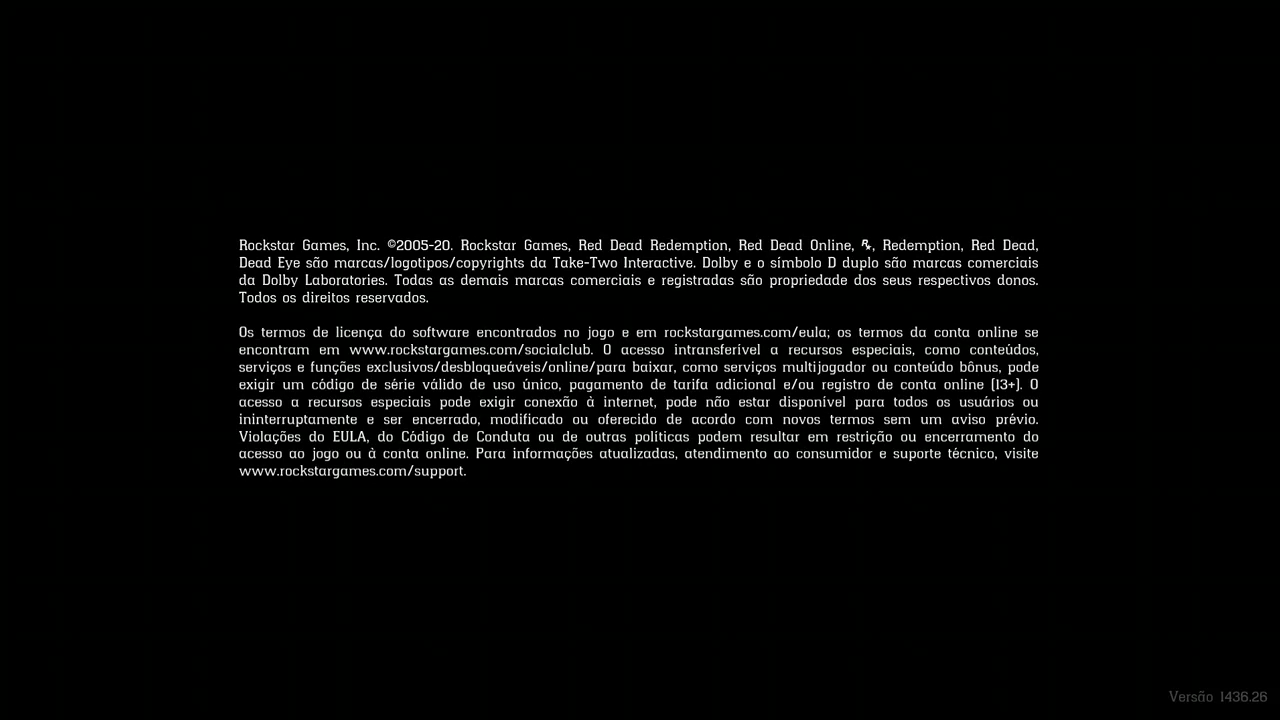 Rockstar Games, Inc. ©2005-20. Rockstar Games, Red Dead Redemption, Red Dead Online, R*, Redemption, Red Dead,
Dead Eye são marcas/logotipos/copyrights da Take-Two Interactive. Dolby e o símbolo D duplo são marcas comerciais
da Dolby Laboratories. Todas as demais marcas comerciais e registradas são propriedade dos seus respectivos donos.
Todos os direitos reservados.
Os termos de licença do software encontrados no jogo e em rockstargames.com/eula; os termos da conta online se
encontram em www.rockstargames.com/socialclub. O acesso intransferível a recursos especiais, como conteúdos,
serviços e funções exclusivos/desbloqueáveis/online/para baixar, como serviços multijogador ou conteúdo bônus, pode
exigir um código de série válido de uso único, pagamento de tarifa adicional e/ou registro de conta online (13+). O
acesso a recursos especiais pode exigir conexão à internet, pode não estar disponível para todos os usuários ou
ininterruptamente e ser encerrado, modificado ou oferecido de acordo com novos termos sem um aviso prévio.
Violações do EULA, do Código de Conduta ou de outras políticas podem resultar em restrição ou encerramento do
acesso ao jogo ou à conta online. Para informações atualizadas, atendimento ao consumidor e suporte técnico, visite
www.rockstargames.com/support.
Versão 1436.26